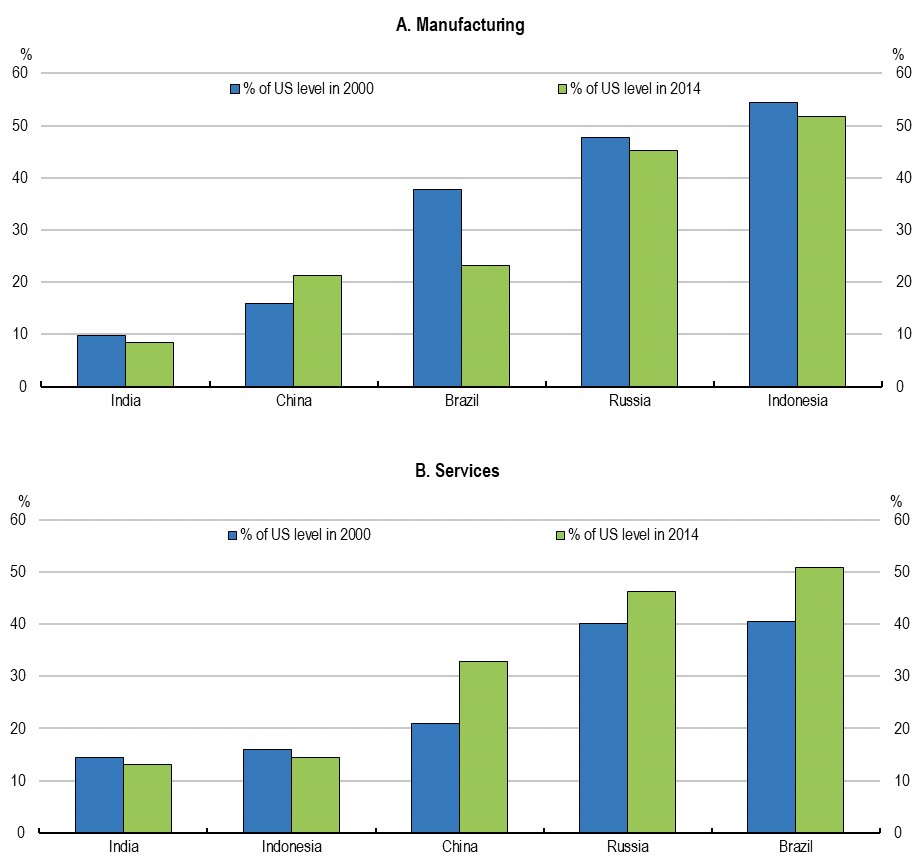 A. Manufacturing
% %
% of US level in 2000 % of US level in 2014
60 60
50 50
40 40
30 30
20 20
10 10
0 0
India China Brazil Russia Indonesia
B. Services
% %
60 60
% of US level in 2000 % of US level in 2014
50 50
40 40
30 30
20 20
10 10
0 0
India Indonesia China Russia Brazil